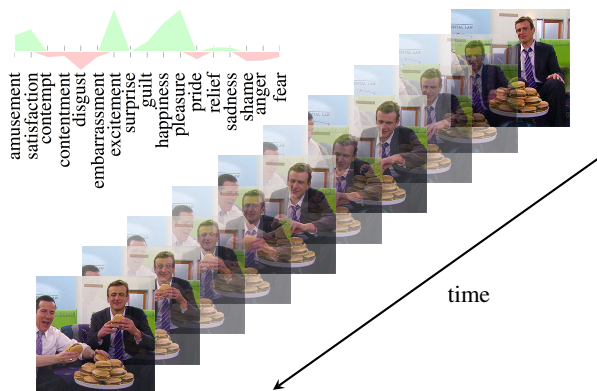 amusement
satisfaction
contempt
contentment
disgust
embarrassment
excitement
surprise
guilt
happiness
pleasure
pride
relief
sadness
shame
anger
fear
time